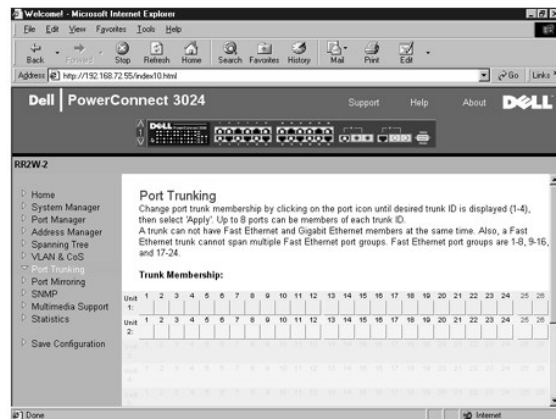 Welcome! - Microsoft Internet Explorer
File Edit View Favorites Tools Help
Back Forward Stop Refresh Home Search Favorites History Mail Print Edit
Address http://192.168.72.55/index10.html Go Links
Dell PowerConnect 3024 Support Help About DELL
DELL
RR2W-2
Home
System Manager
Port Manager
Address Manager
Spanning Tree
VLAN & CoS
Port Trunking
Port Mirroring
SNMP
Multimedia Support
Statistics
Save Configuration
Port Trunking
Change port trunk membership by clicking on the port icon until desired trunk ID is displayed (1-4),
then select 'Apply'. Up to 8 ports can be members of each trunk ID.
A trunk can not have Fast Ethernet and Gigabit Ethernet members at the same time. Also, a Fast
Ethernet trunk cannot span multiple Fast Ethernet port groups. Fast Ethernet port groups are 1-8, 9-16,
and 17-24.
Trunk Membership:
Unit 1: 1 2 3 4 5 6 7 8 9 10 11 12 13 14 15 16 17 18 19 20 21 22 23 24 25 26
Unit 2: 1 2 3 4 5 6 7 8 9 10 11 12 13 14 15 16 17 18 19 20 21 22 23 24 25 26
Done Internet